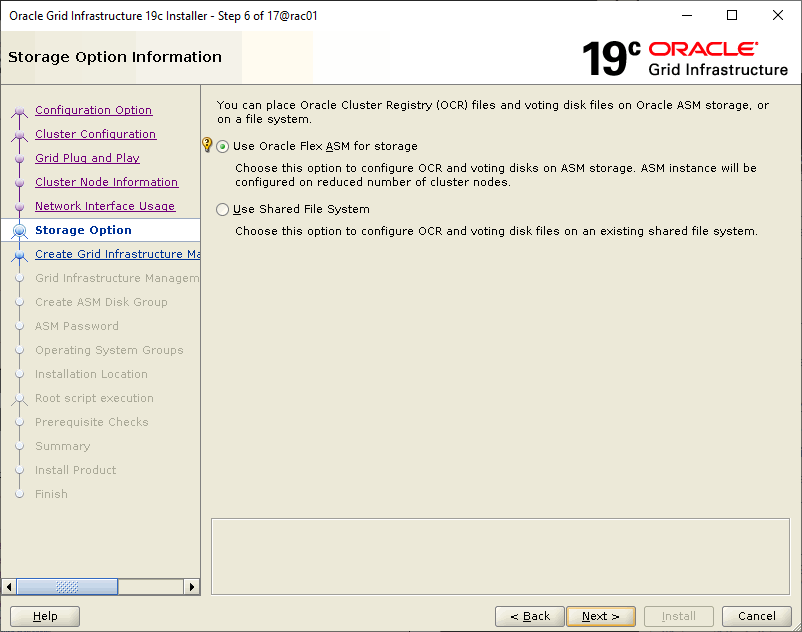 Oracle Grid Infrastructure 19c Installer - Step 6 of 17@rac01
Storage Option Information
19c ORACLE
Grid Infrastructure
Configuration Option
Cluster Configuration
Grid Plug and Play
Cluster Node Information
Network Interface Usage
Storage Option
Create Grid Infrastructure Ma
Grid Infrastructure Managem
Create ASM Disk Group
ASM Password
Operating System Groups
Installation Location
Root script execution
Prerequisite Checks
Summary
Install Product
Finish
You can place Oracle Cluster Registry (OCR) files and voting disk files on Oracle ASM storage, or
on a file system.
Use Oracle Flex ASM for storage
Choose this option to configure OCR and voting disks on ASM storage. ASM instance will be
configured on reduced number of cluster nodes.
Use Shared File System
Choose this option to configure OCR and voting disk files on an existing shared file system.
Help
< Back
Next >
Install
Cancel